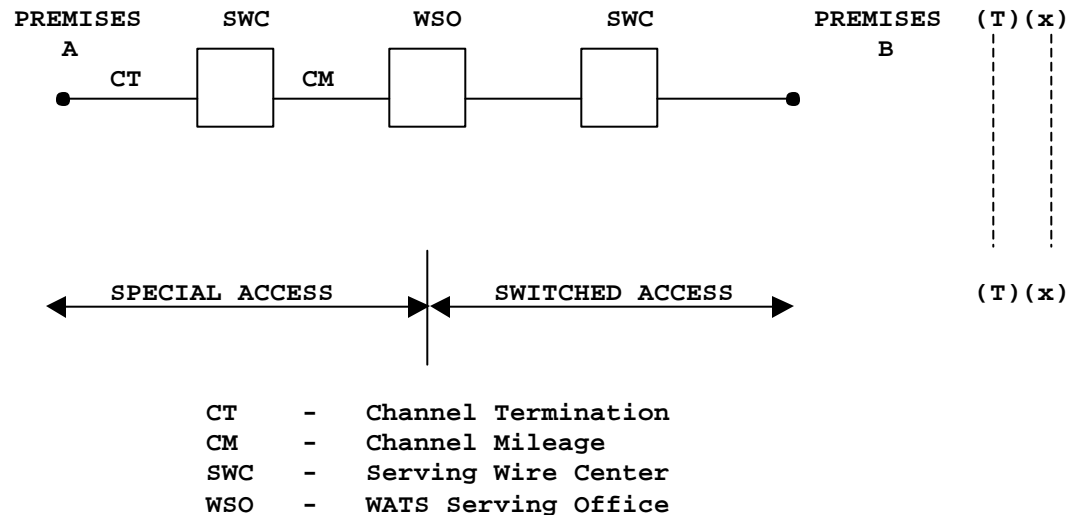 PREMISES SWC WSO SWC PREMISES (T)(x)
A B
CT CM
SPECIAL ACCESS SWITCHED ACCESS (T)(x)
CT - Channel Termination
CM - Channel Mileage
SWC - Serving Wire Center
WSO - WATS Serving Office